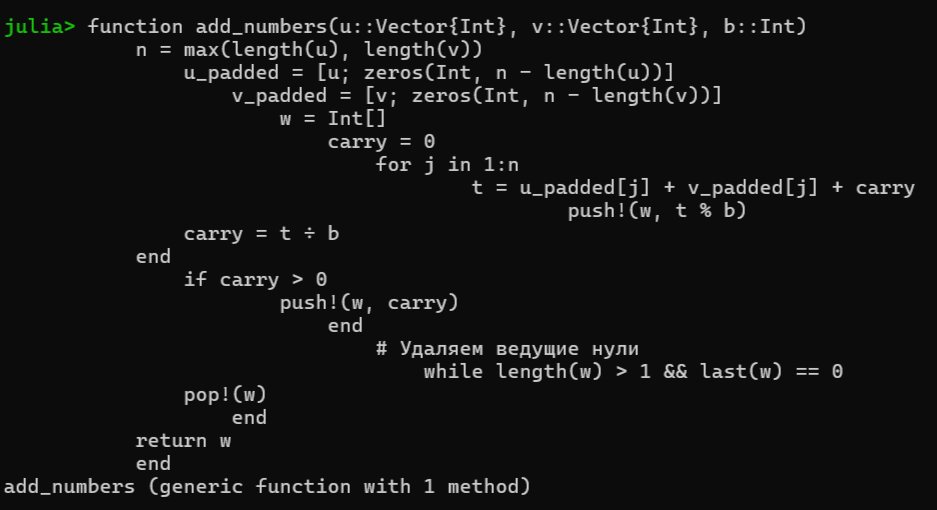 julia> function add_numbers(u::Vector{Int}, v::Vector{Int}, b::Int)
n = max(length(u), length(v))
u_padded = [u; zeros(Int, n - length(u))]
v_padded = [v; zeros(Int, n - length(v))]
w = Int[]
carry = 0
for j in 1:n
t = u_padded[j] + v_padded[j] + carry
push!(w, t % b)
carry = t ÷ b
end
if carry > 0
push!(w, carry)
end
# Удаляем ведущие нули
while length(w) > 1 && last(w) == 0
pop!(w)
end
return w
end
add_numbers (generic function with 1 method)